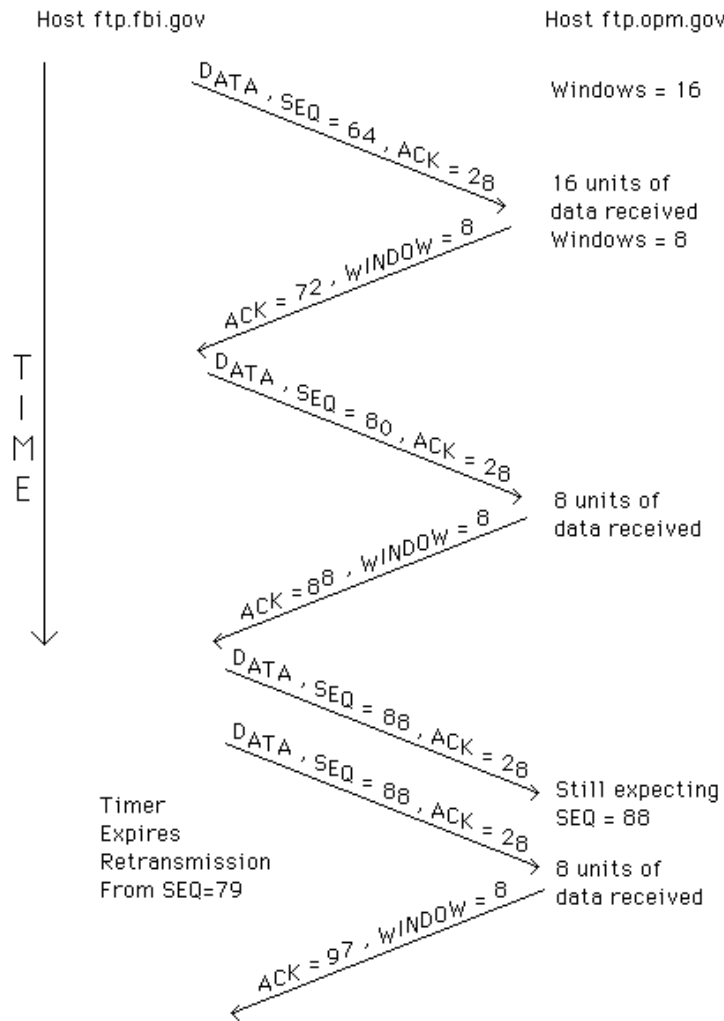 Host ftp.fbi.gov
Host ftp.opm.gov
DATA , SEQ = 64 , ACK = 28
Windows = 16
16 units of
data received
Windows = 8
ACK = 72 , WINDOW = 8
TIME
DATA , SEQ = 80 , ACK = 28
8 units of
data received
ACK = 88 , WINDOW = 8
DATA , SEQ = 88 , ACK = 28
Still expecting
SEQ = 88
DATA , SEQ = 88 , ACK = 28
Timer
Expires
Retransmission
From SEQ=79
8 units of
data received
ACK = 97 , WINDOW = 8